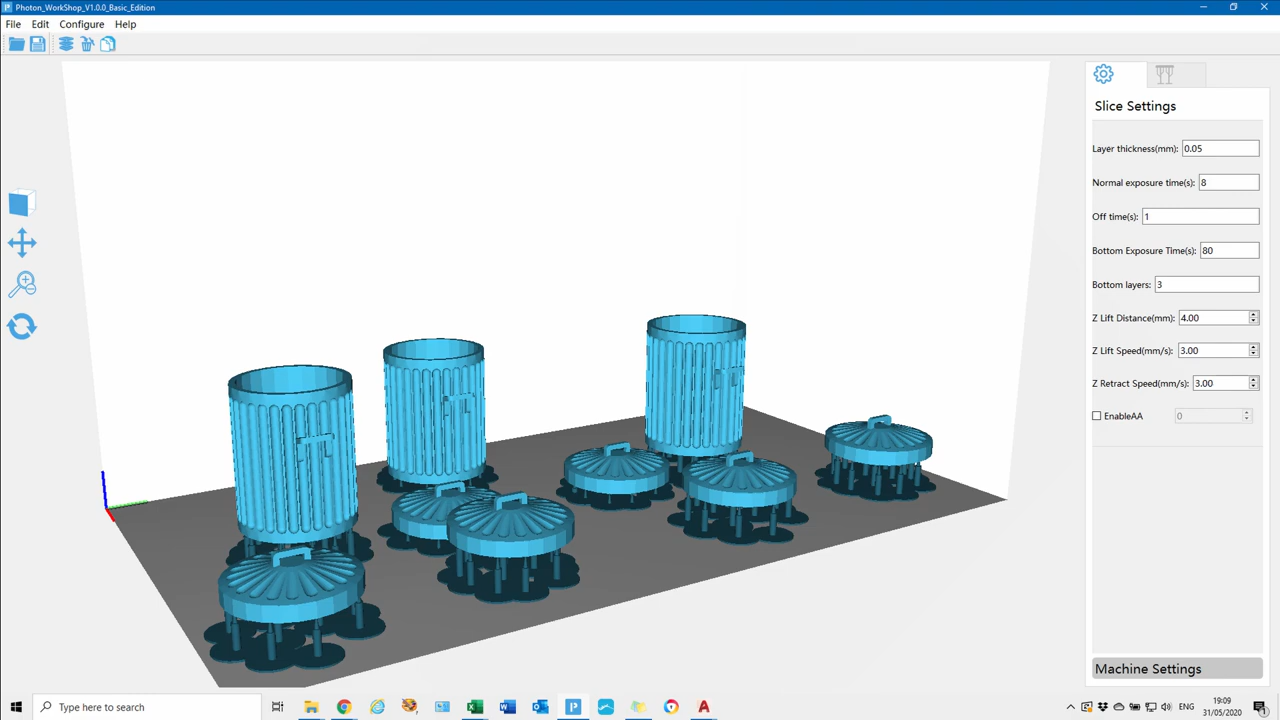 Photon_WorkShop_V1.0.0_Basic_Edition
File Edit Configure Help
Slice Settings
Layer thickness(mm): 0.05
Normal exposure time(s): 8
Off time(s): 1
Bottom Exposure Time(s): 80
Bottom layers: 3
Z Lift Distance(mm): 4.00
Z Lift Speed(mm/s): 3.00
Z Retract Speed(mm/s): 3.00
EnableAA 0
Machine Settings
Type here to search
ENG
19:09
31/05/2020